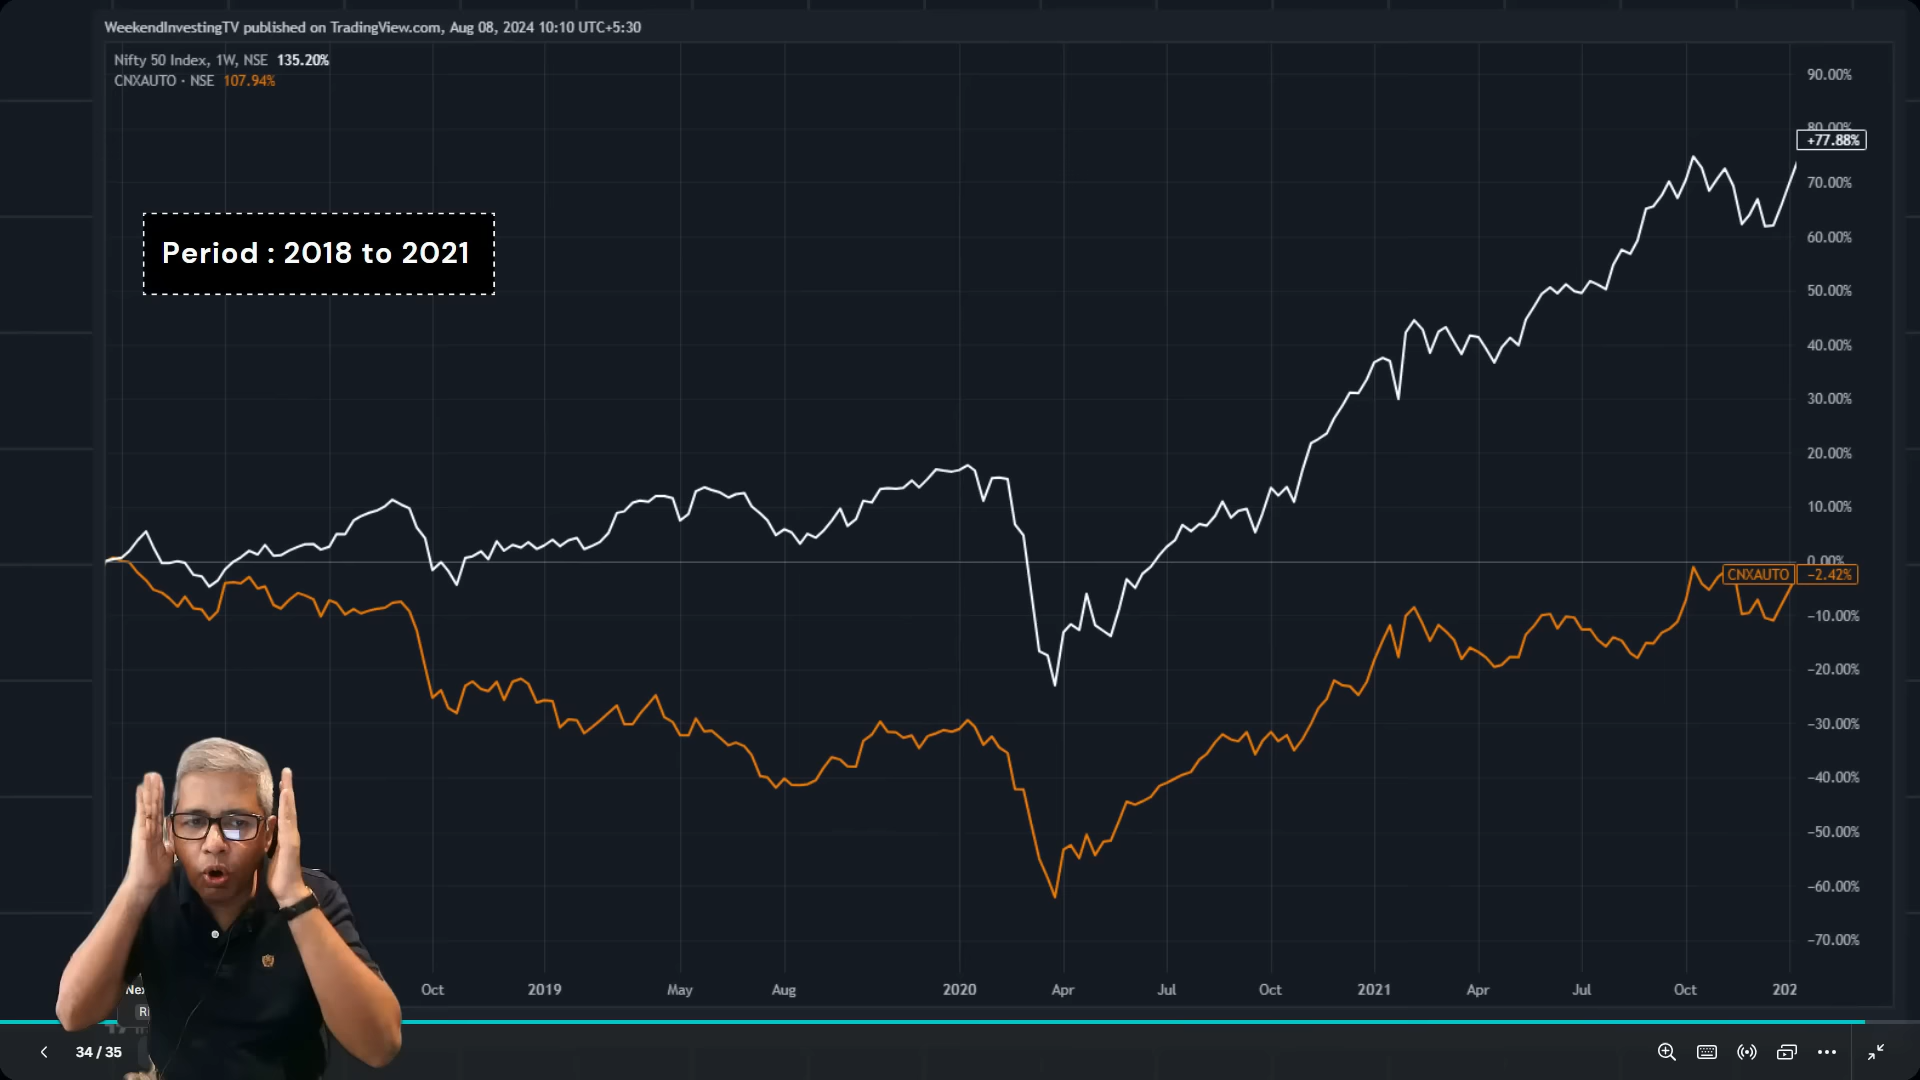 WeekendInvestingTV published on TradingView.com, Aug 08, 2024 10:10 UTC+5:30
Nifty 50 Index, 1W, NSE 135.20%
CNXAUTO · NSE 107.94%
Period : 2018 to 2021
90.00%
80.00%
+77.88%
70.00%
60.00%
50.00%
40.00%
30.00%
20.00%
10.00%
0.00%
CNXAUTO −2.42%
−10.00%
−20.00%
−30.00%
−40.00%
−50.00%
−60.00%
−70.00%
Oct 2019 May Aug 2020 Apr Jul Oct 2021 Apr Jul Oct 202
34 / 35